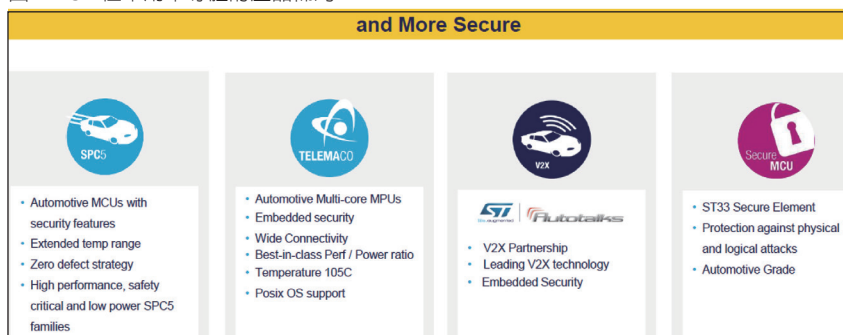 and More Secure
SPC5
Automotive MCUs with
security features
Extended temp range
Zero defect strategy
High performance, safety
critical and low power SPC5
families
TELEMACO
Automotive Multi-core MPUs
Embedded security
Wide Connectivity
Best-in-class Perf / Power ratio
Temperature 105C
Posix OS support
V2X
ST
Autotalks
V2X Partnership
Leading V2X technology
Embedded Security
Secure
MCU
ST33 Secure Element
Protection against physical
and logical attacks
Automotive Grade